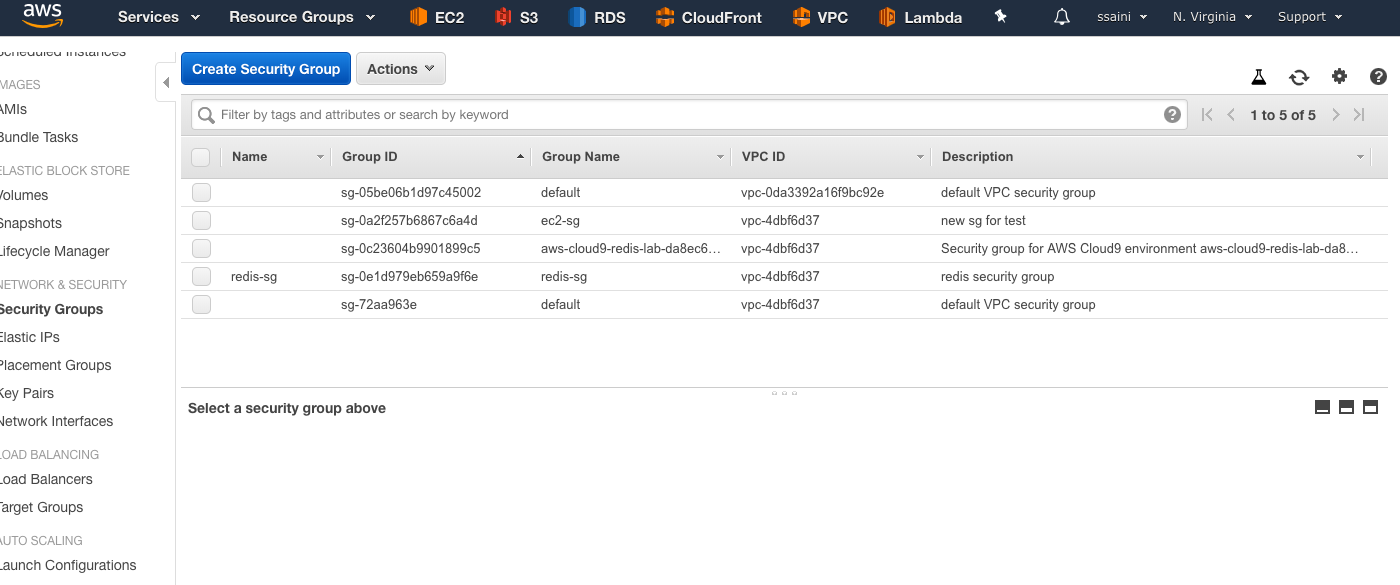 aws Services Resource Groups EC2 S3 RDS CloudFront VPC Lambda ssaini N. Virginia Support
Scheduled Instances
IMAGES
AMIs
Bundle Tasks
ELASTIC BLOCK STORE
Volumes
Snapshots
Lifecycle Manager
NETWORK & SECURITY
Security Groups
Elastic IPs
Placement Groups
Key Pairs
Network Interfaces
LOAD BALANCING
Load Balancers
Target Groups
AUTO SCALING
Launch Configurations
Create Security Group Actions
Filter by tags and attributes or search by keyword 1 to 5 of 5
Name Group ID Group Name VPC ID Description
sg-05be06b1d97c45002 default vpc-0da3392a16f9bc92e default VPC security group
sg-0a2f257b6867c6a4d ec2-sg vpc-4dbf6d37 new sg for test
sg-0c23604b9901899c5 aws-cloud9-redis-lab-da8ec6... vpc-4dbf6d37 Security group for AWS Cloud9 environment aws-cloud9-redis-lab-da8...
redis-sg sg-0e1d979eb659a9f6e redis-sg vpc-4dbf6d37 redis security group
sg-72aa963e default vpc-4dbf6d37 default VPC security group
Select a security group above